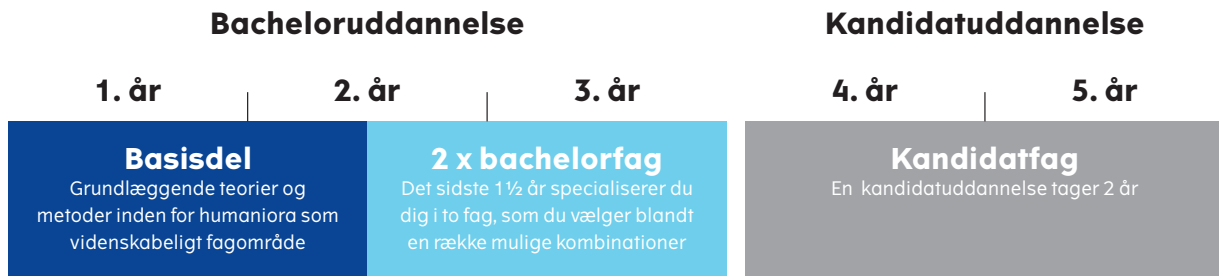 Bacheloruddannelse
Kandidatuddannelse
1. år
2. år
3. år
4. år
5. år
Basisdel
Grundlæggende teorier og
metoder inden for humaniora som
videnskabeligt fagområde
2 x bachelorfag
Det sidste 1 ½ år specialiserer du
dig i to fag, som du vælger blandt
en række mulige kombinationer
Kandidatfag
En kandidatuddannelse tager 2 år